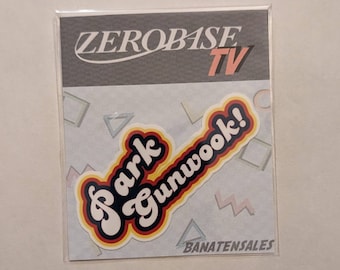 ZEROBASE
TV
Park
Gunwook!
BANATENSALES